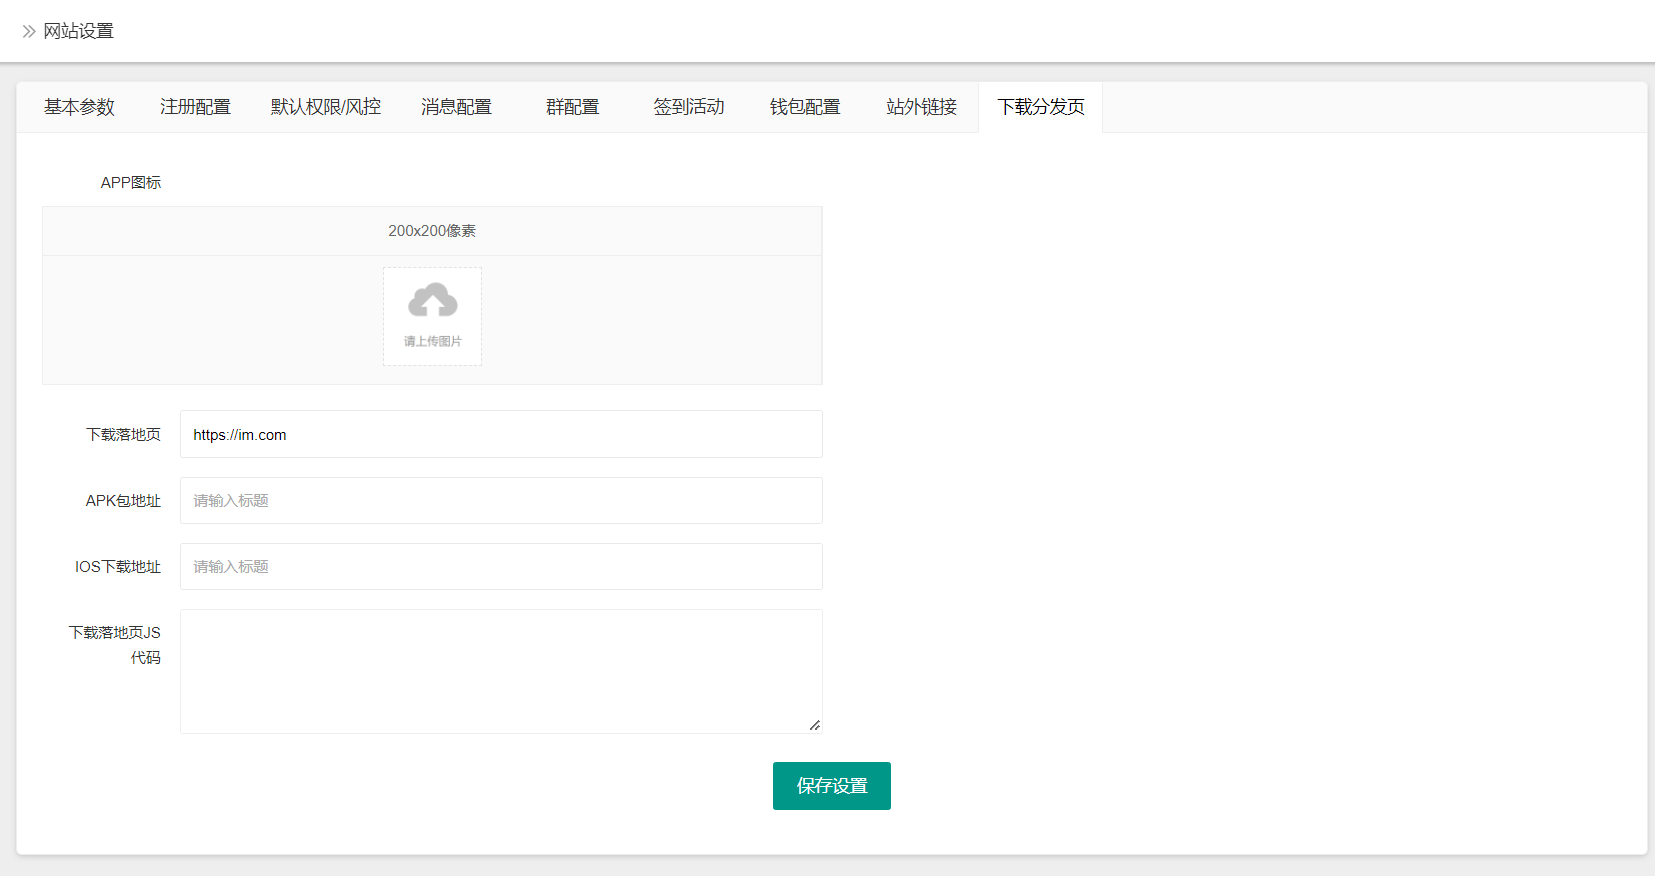 网站设置
基本参数 注册配置 默认权限/风控 消息配置 群配置 签到活动 钱包配置 站外链接 下载分发页
APP图标
200x200像素
请上传图片
下载落地页 https://im.com
APK包地址 请输入标题
IOS下载地址 请输入标题
下载落地页JS
代码
保存设置